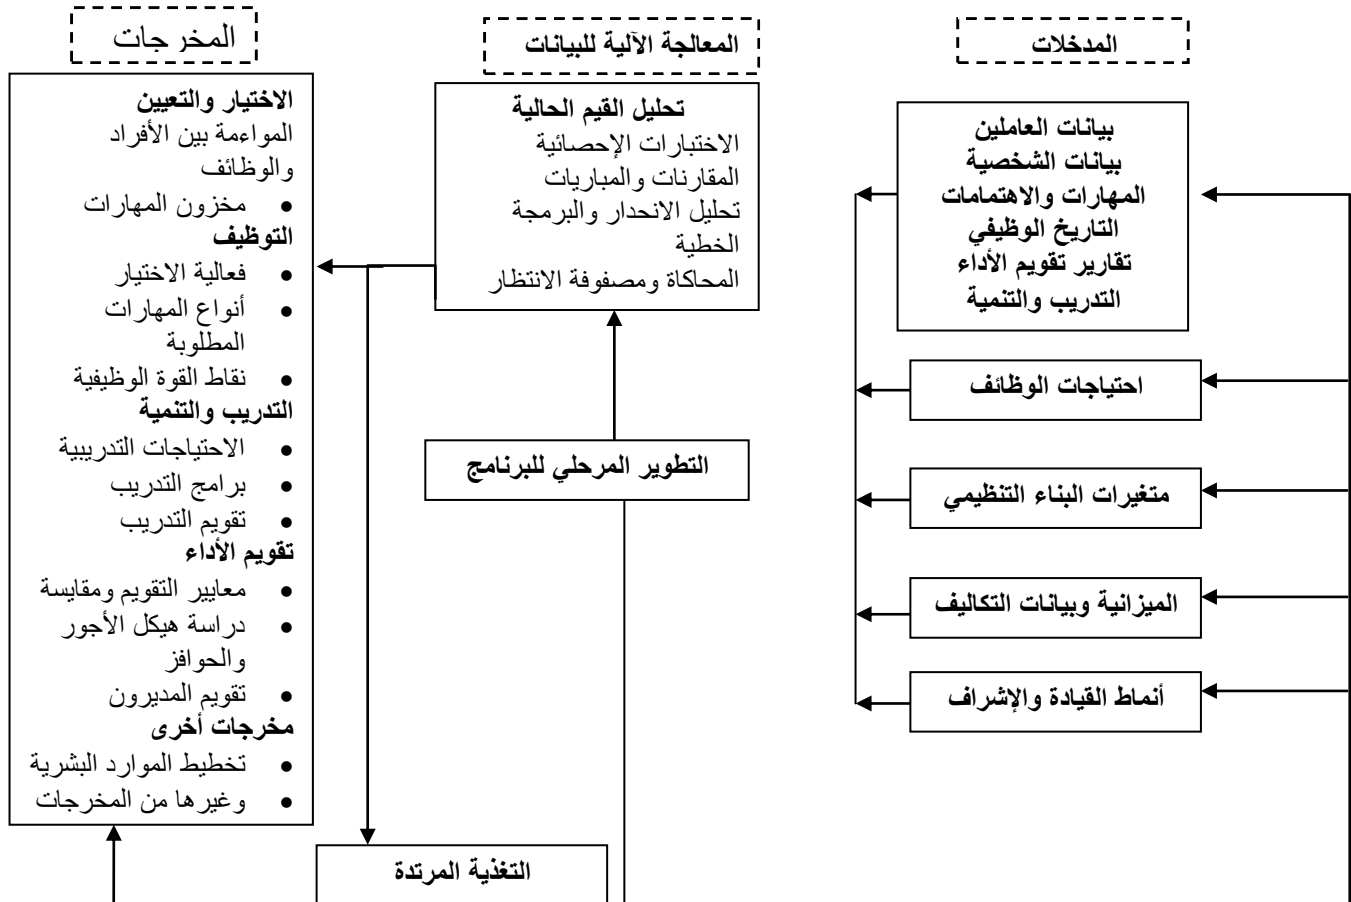 المدخلات
المعالجة الآلية للبيانات
المخرجات
بيانات العاملين
بيانات الشخصية
المهارات والاهتمامات
التاريخ الوظيفي
تقارير تقويم الأداء
التدريب والتنمية
احتياجات الوظائف
متغيرات البناء التنظيمي
الميزانية وبيانات التكاليف
أنماط القيادة والإشراف
تحليل القيم الحالية
الاختبارات الإحصائية
المقارنات والمباريات
تحليل الانحدار والبرمجة
الخطية
المحاكاة ومصفوفة الانتظار
التطوير المرحلي للبرنامج
الاختيار والتعيين
المواءمة بين الأفراد
والوظائف
• مخزون المهارات
التوظيف
• فعالية الاختيار
• أنواع المهارات
المطلوبة
• نقاط القوة الوظيفية
التدريب والتنمية
• الاحتياجات التدريبية
• برامج التدريب
• تقويم التدريب
تقويم الأداء
• معايير التقويم ومقايسة
• دراسة هيكل الأجور
والحوافز
• تقويم المديرون
مخرجات أخرى
• تخطيط الموارد البشرية
• وغيرها من المخرجات
التغذية المرتدة